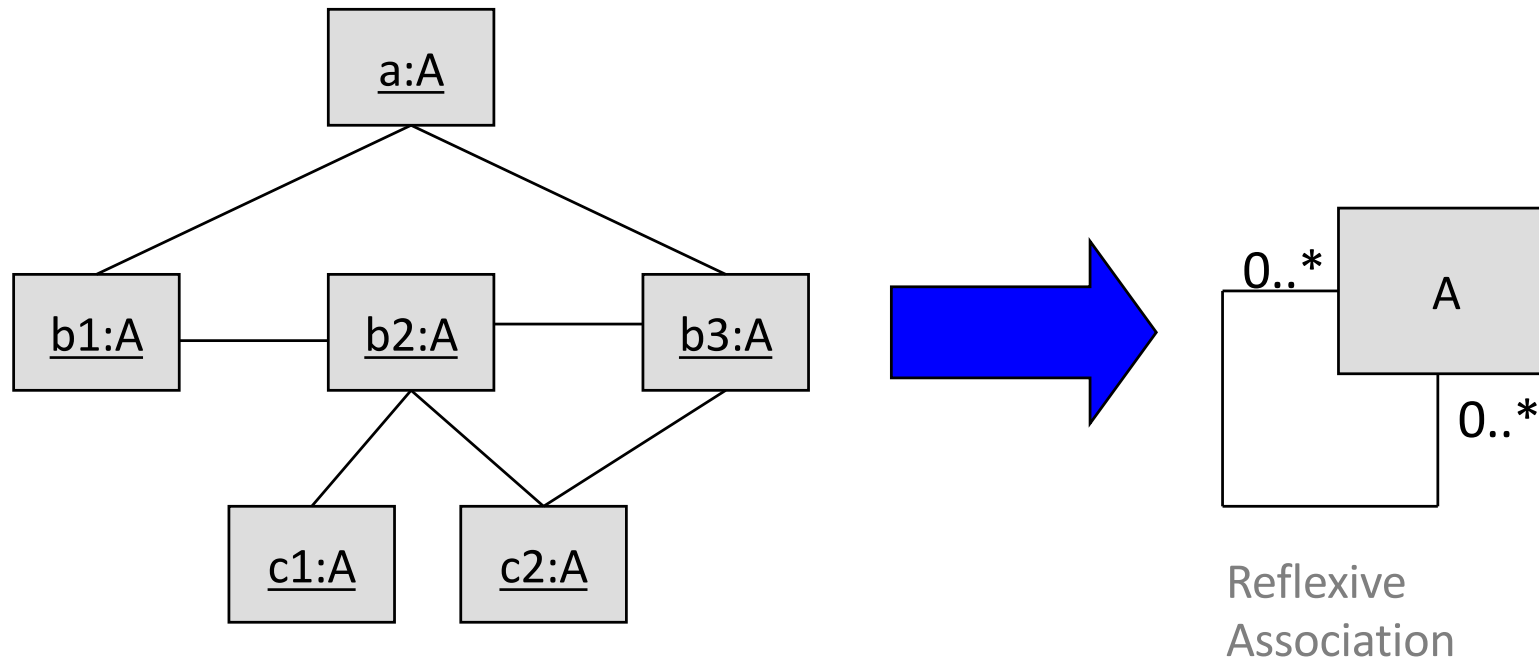 a:A
b1:A
b2:A
b3:A
c1:A
c2:A
0..*
A
0..*
Reflexive
Association